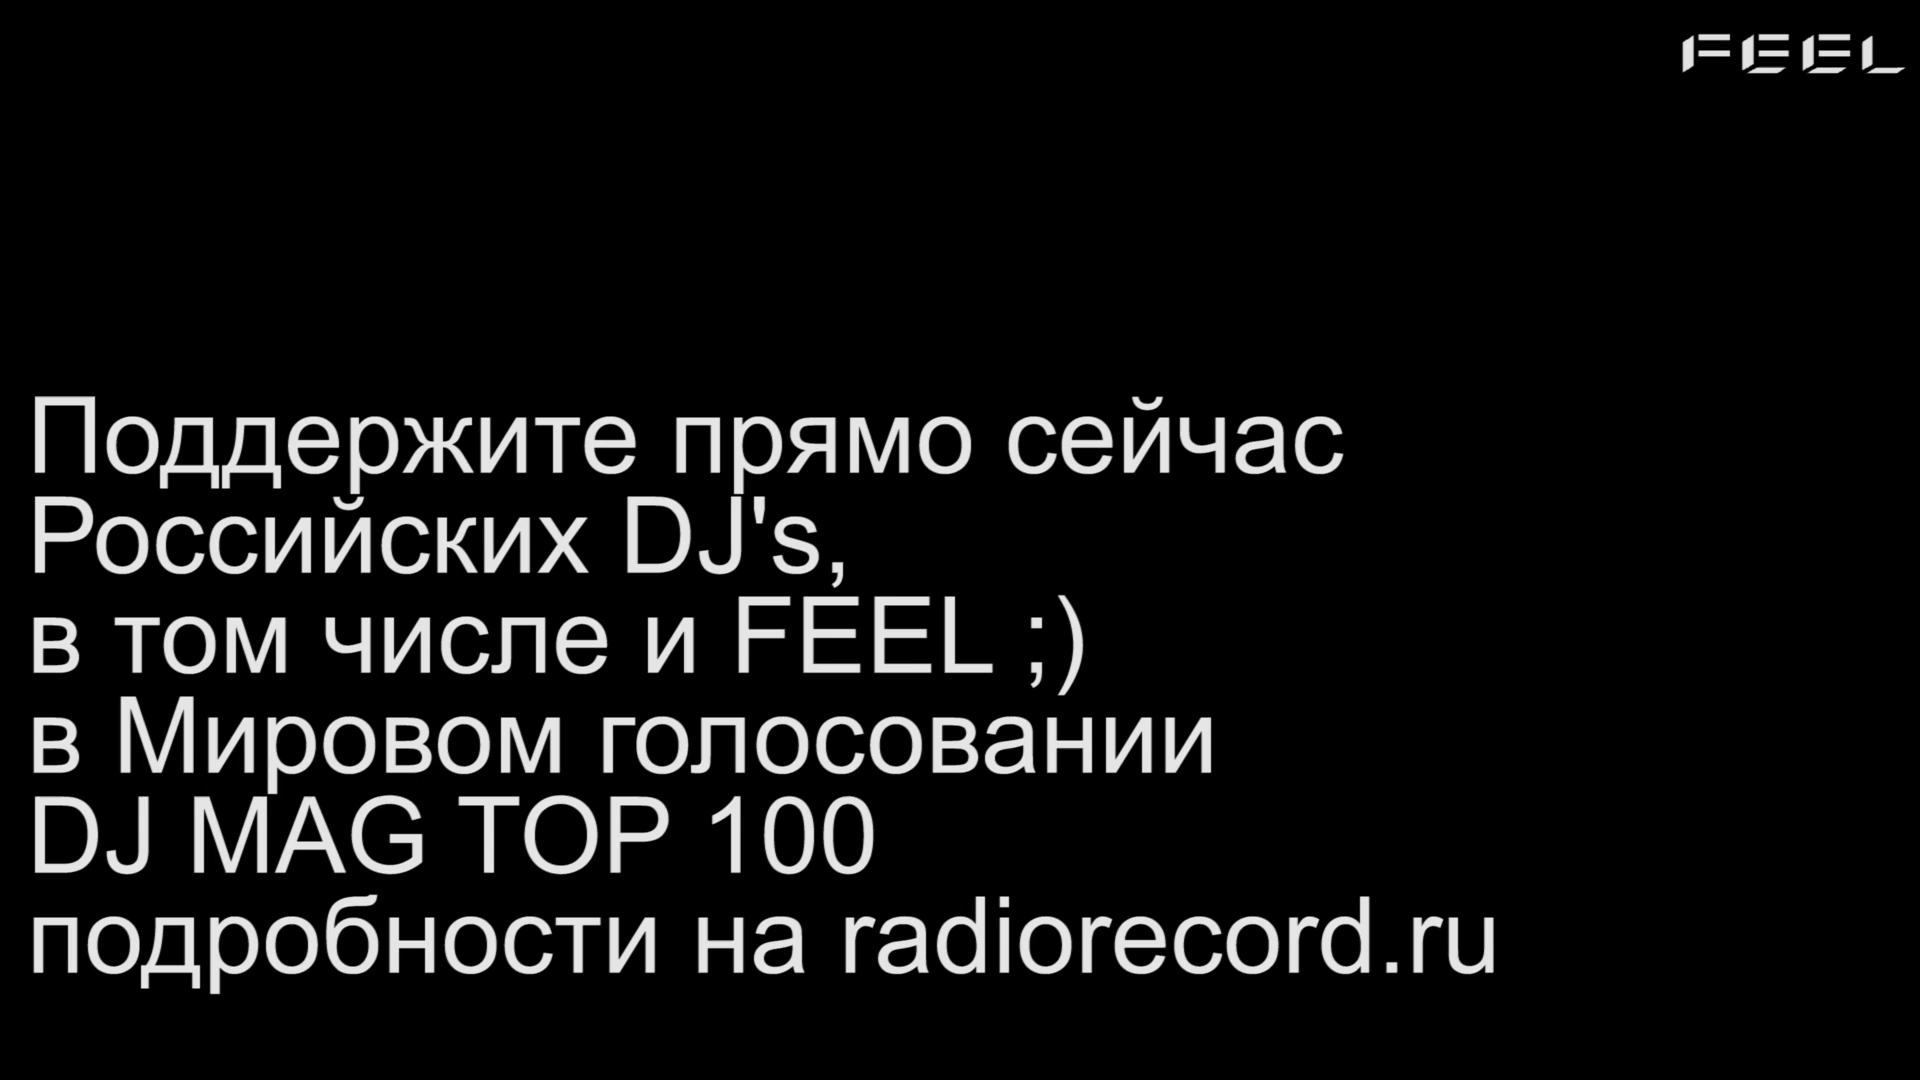 FEEL
Поддержите прямо сейчас
Российских DJ's,
в том числе и FEEL ;)
в Мировом голосовании
DJ MAG TOP 100
подробности на radiorecord.ru